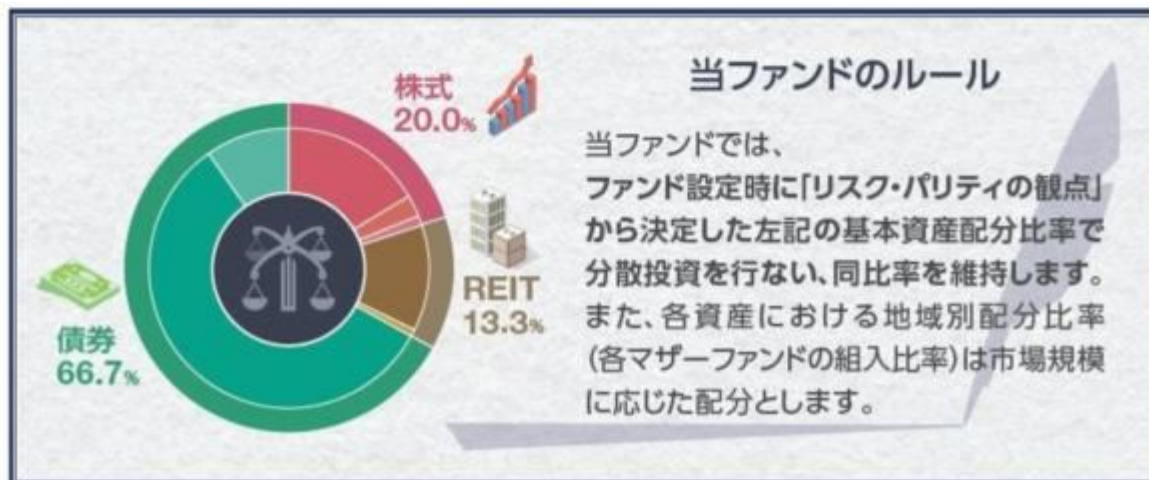 株式
20.0%
REIT
13.3%
債券
66.7%
当ファンドのルール
当ファンドでは、
ファンド設定時に「リスク・パリティの観点」
から決定した左記の基本資産配分比率で
分散投資を行ない、同比率を維持します。
また、各資産における地域別配分比率
(各マザーファンドの組入比率)は市場規模
に応じた配分とします。